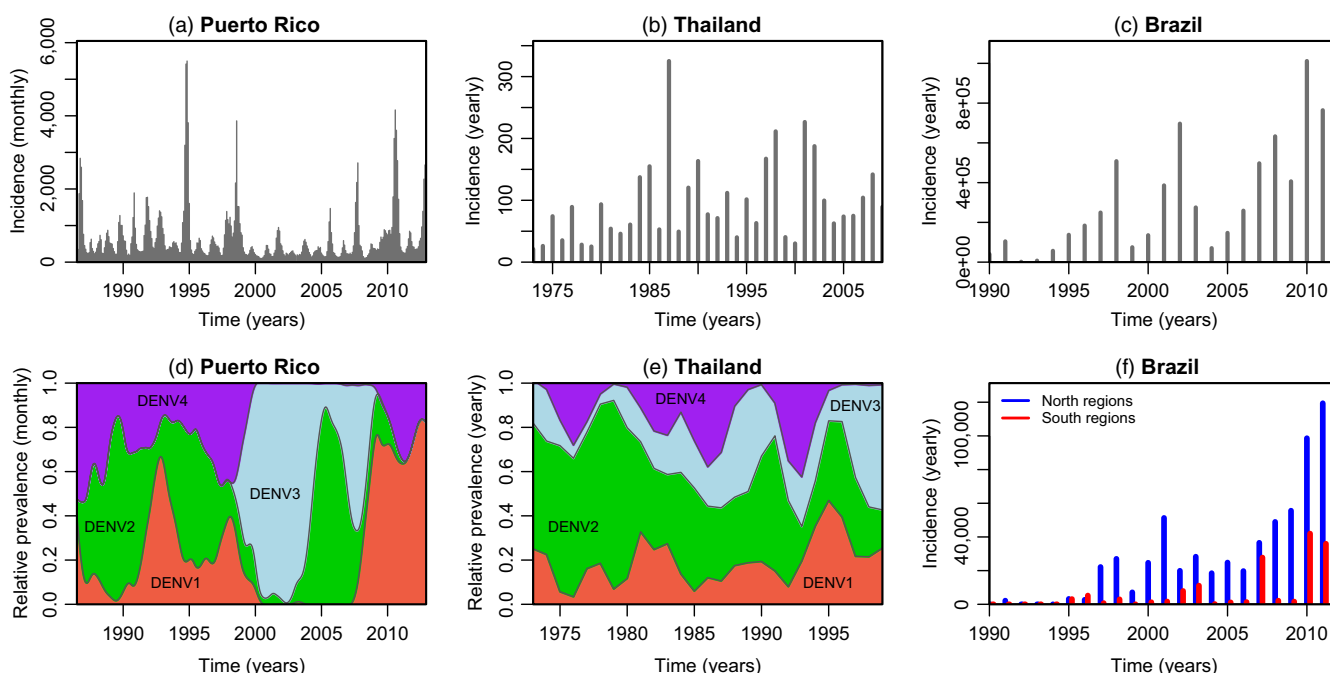 (a) Puerto Rico
Incidence (monthly)
6,000
4,000
2,000
0
1990 1995 2000 2005 2010
Time (years)
(b) Thailand
Incidence (yearly)
300
200
100
0
1975 1985 1995 2005
Time (years)
(c) Brazil
Incidence (yearly)
8e+05
4e+05
0e+00
1990 1995 2000 2005 2010
Time (years)
(d) Puerto Rico
Relative prevalence (monthly)
1.0
0.8
0.6
0.4
0.2
0.0
DENV4
DENV3
DENV2
DENV1
1990 1995 2000 2005 2010
Time (years)
(e) Thailand
Relative prevalence (yearly)
1.0
0.8
0.6
0.4
0.2
0.0
DENV4
DENV3
DENV2
DENV1
1975 1980 1985 1990 1995
Time (years)
(f) Brazil
Incidence (yearly)
100,000
40,000
0
North regions
South regions
1990 1995 2000 2005 2010
Time (years)